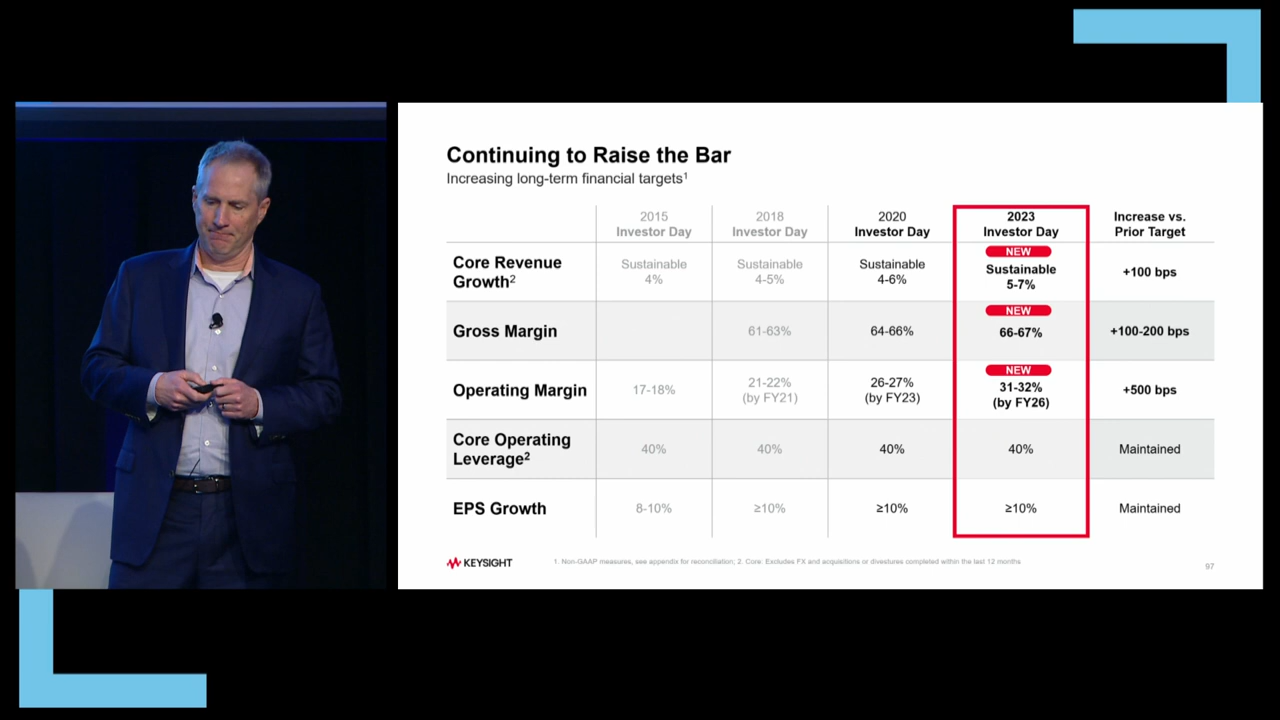 Continuing to Raise the Bar
Increasing long-term financial targets¹
2015
Investor Day
2018
Investor Day
2020
Investor Day
2023
Investor Day
Increase vs.
Prior Target
Core Revenue
Growth²
Sustainable
4%
Sustainable
4-5%
Sustainable
4-6%
NEW
Sustainable
5-7%
+100 bps
Gross Margin
61-63%
64-66%
NEW
66-67%
+100-200 bps
Operating Margin
17-18%
21-22%
(by FY21)
26-27%
(by FY23)
NEW
31-32%
(by FY26)
+500 bps
Core Operating
Leverage²
40%
40%
40%
40%
Maintained
EPS Growth
8-10%
≥10%
≥10%
≥10%
Maintained
KEYSIGHT
1. Non-GAAP measures, see appendix for reconciliation; 2. Core: Excludes FX and acquisitions or divestures completed within the last 12 months
97